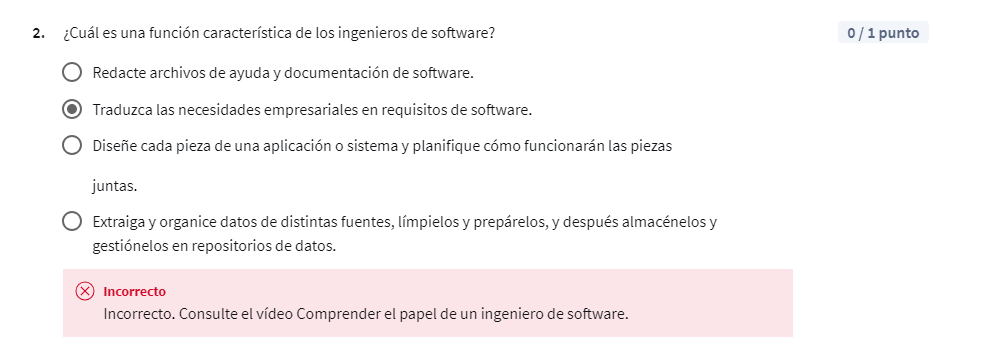 2. ¿Cuál es una función característica de los ingenieros de software?
0 / 1 punto
Redacte archivos de ayuda y documentación de software.
Traduzca las necesidades empresariales en requisitos de software.
Diseñe cada pieza de una aplicación o sistema y planifique cómo funcionarán las piezas
juntas.
Extraiga y organice datos de distintas fuentes, límpielos y prepárelos, y después almacénelos y
gestiónelos en repositorios de datos.
Incorrecto
Incorrecto. Consulte el vídeo Comprender el papel de un ingeniero de software.